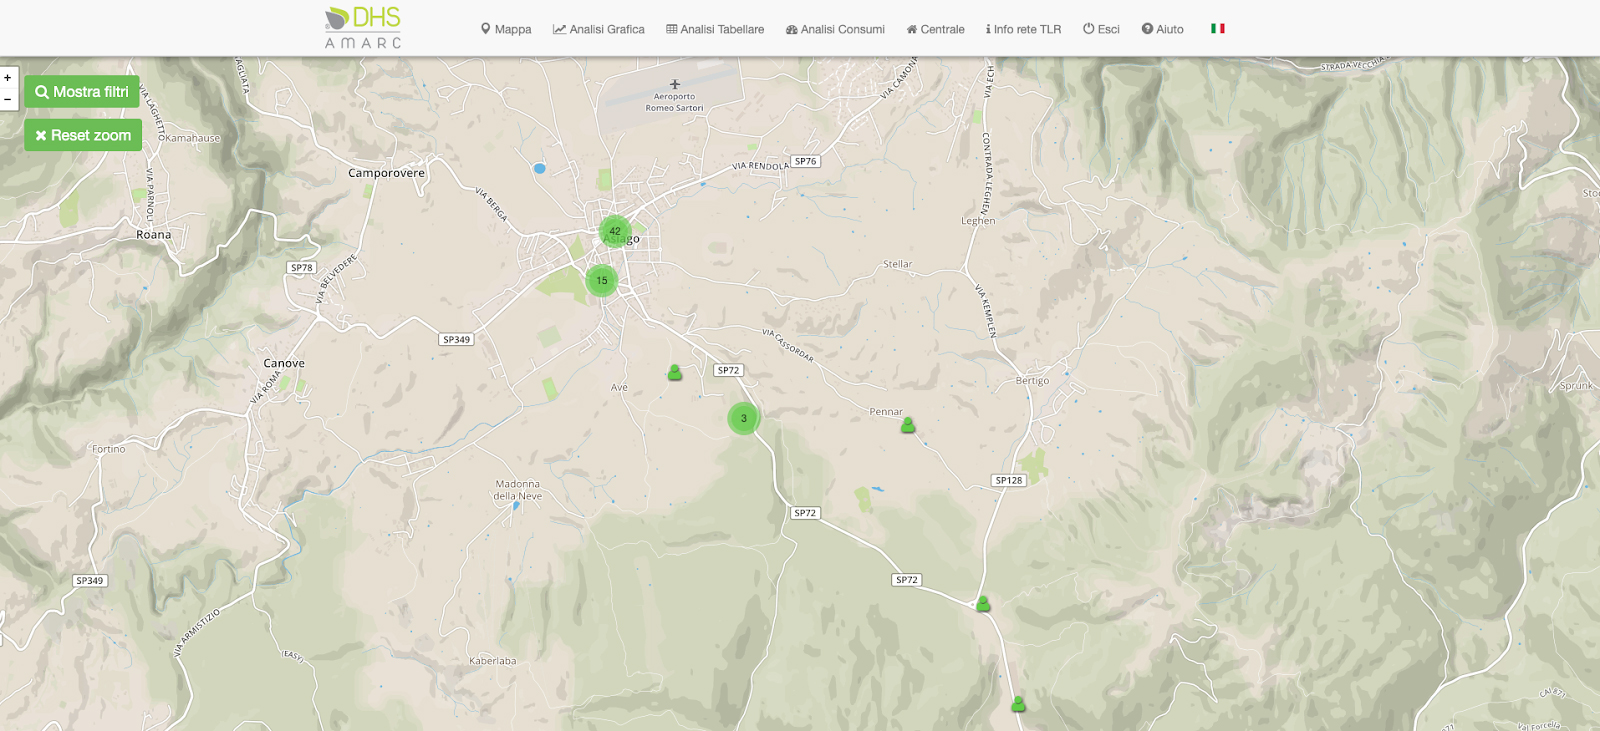 DHS
AMARC
Mappa
Analisi Grafica
Analisi Tabellare
Analisi Consumi
Centrale
Info rete TLR
Esci
Aiuto
+
−
Mostra filtri
Reset zoom
VIA LAGHETTO
Kamahause
VIA PARNOLI
Roana
Camporovere
VIA BERGA
SP78
VIA BELVEDERE
SP349
Canove
VIA ROMA
Fortino
SP349
VIA ARMISTIZIO
(EASY)
Aeroporto
Romeo Sartori
VIA RENDOLA
SP76
VIA CAMONA
VIA ECH
CONTRADA LEGHEN
STRADA VECCHIA
42
Asiago
15
Leghen
Stellar
VIA KEMPLEN
VIA CASSORDAR
SP72
Ave
3
Pennar
Bertigo
SP128
Madonna
della Neve
SP72
SP72
Kaberlaba
Sprunk
CAI 871
Val Forcella